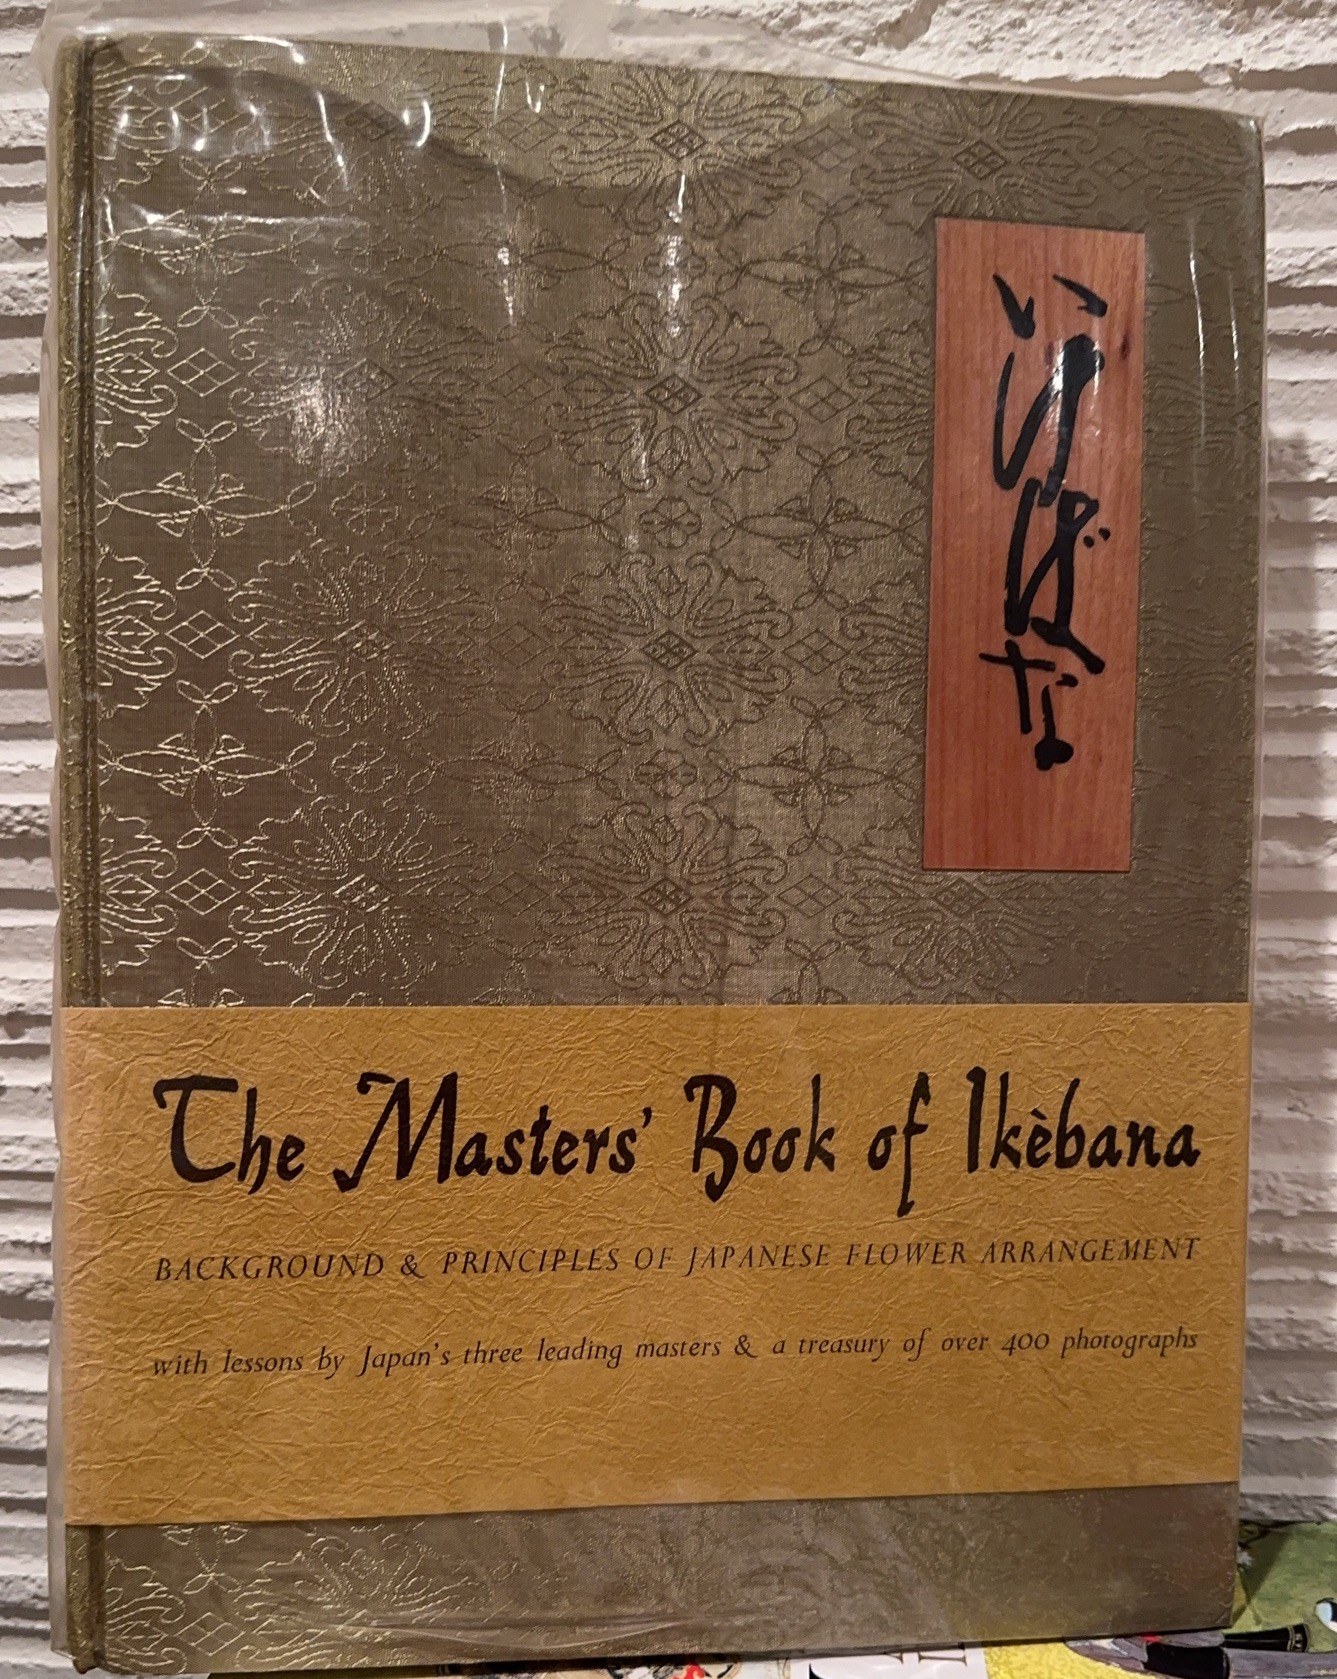 いけばな
The Masters' Book of Ikèbana
BACKGROUND & PRINCIPLES OF JAPANESE FLOWER ARRANGEMENT
with lessons by Japan's three leading masters & a treasury of over 400 photographs